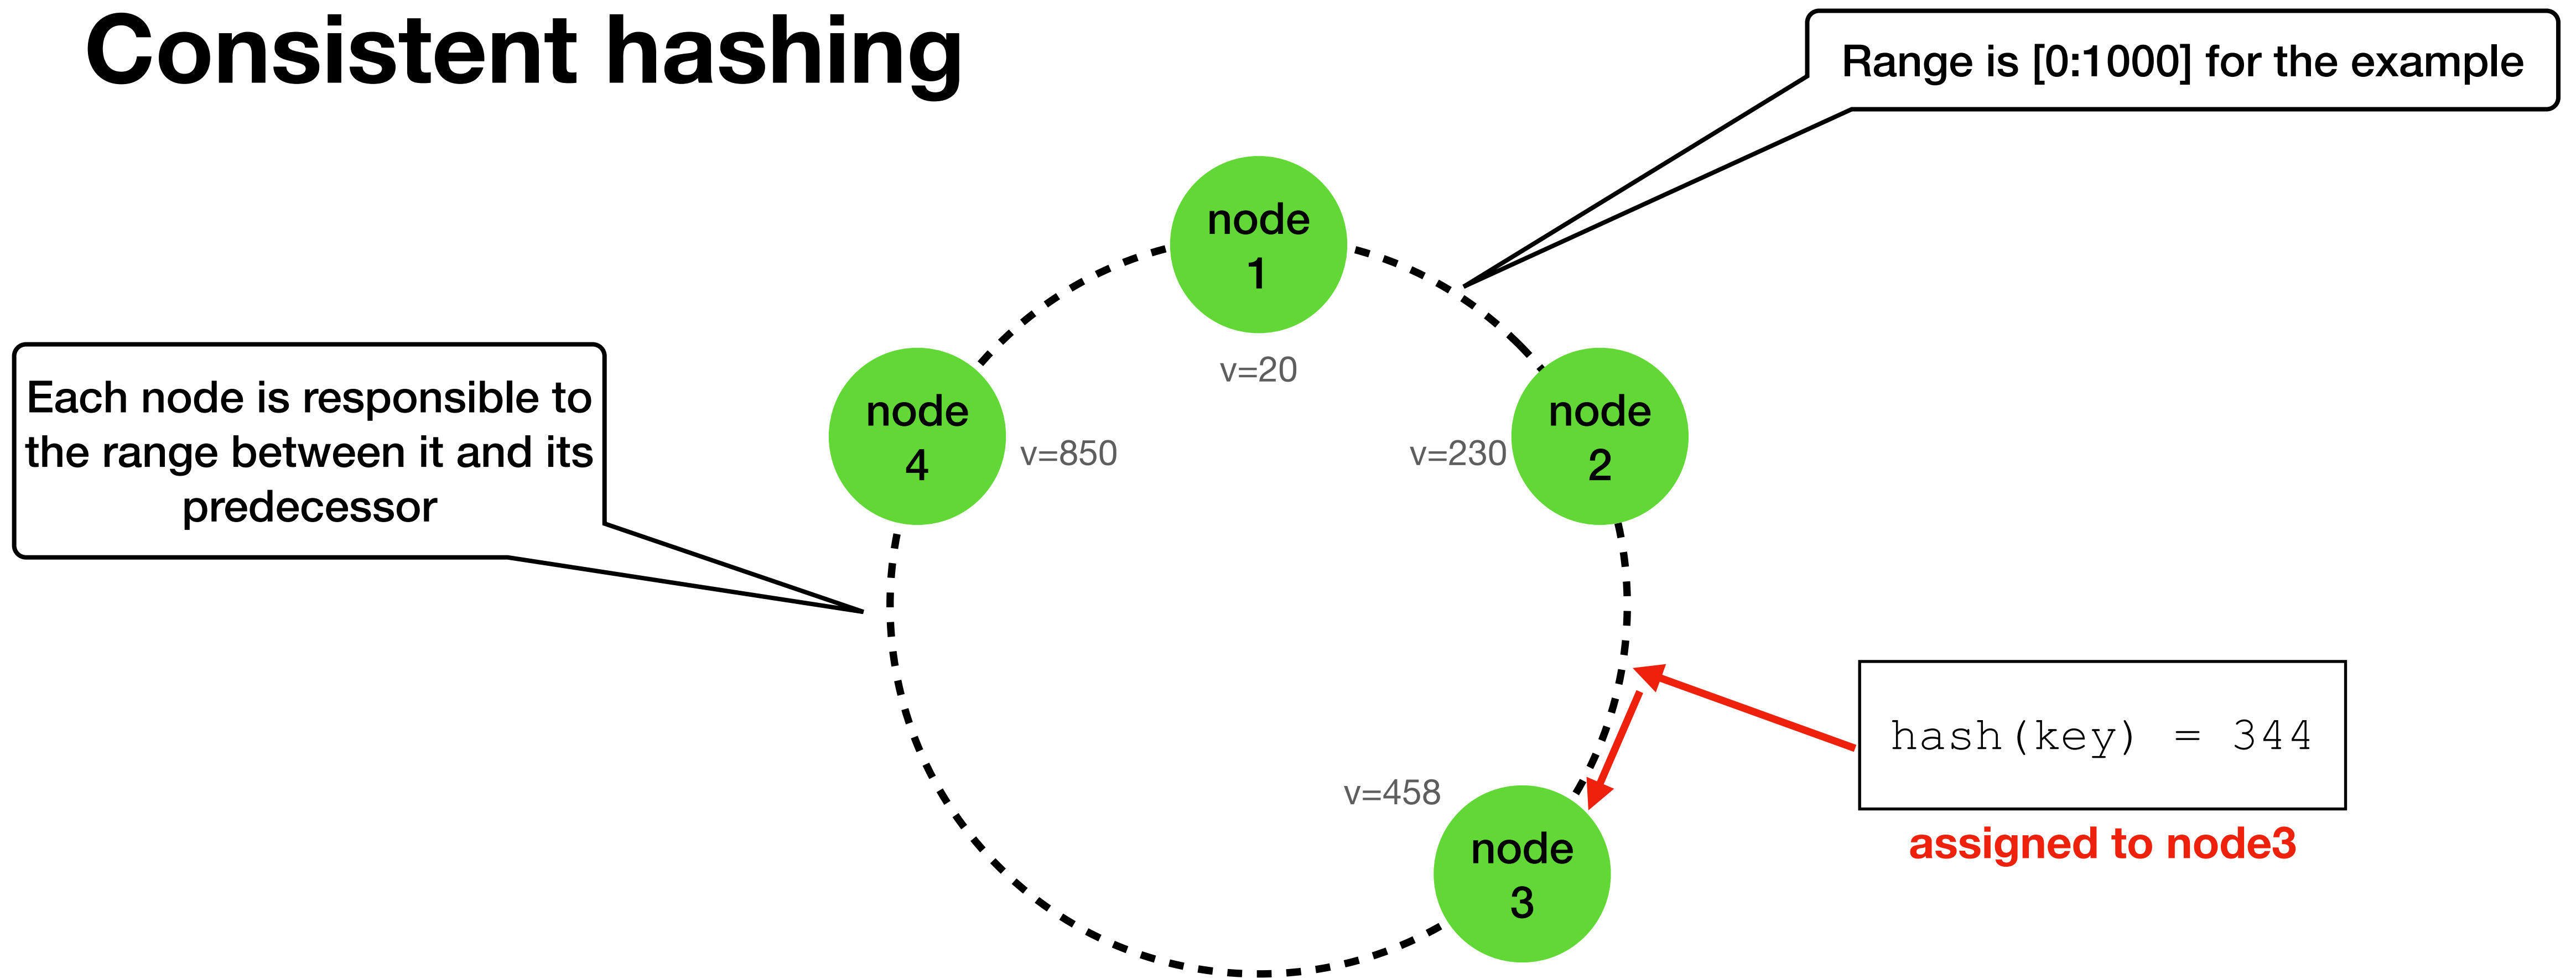 Consistent hashing
Range is [0:1000] for the example
node
1
v=20
node
4
v=850
v=230
node
2
Each node is responsible to
the range between it and its
predecessor
hash(key) = 344
assigned to node3
v=458
node
3